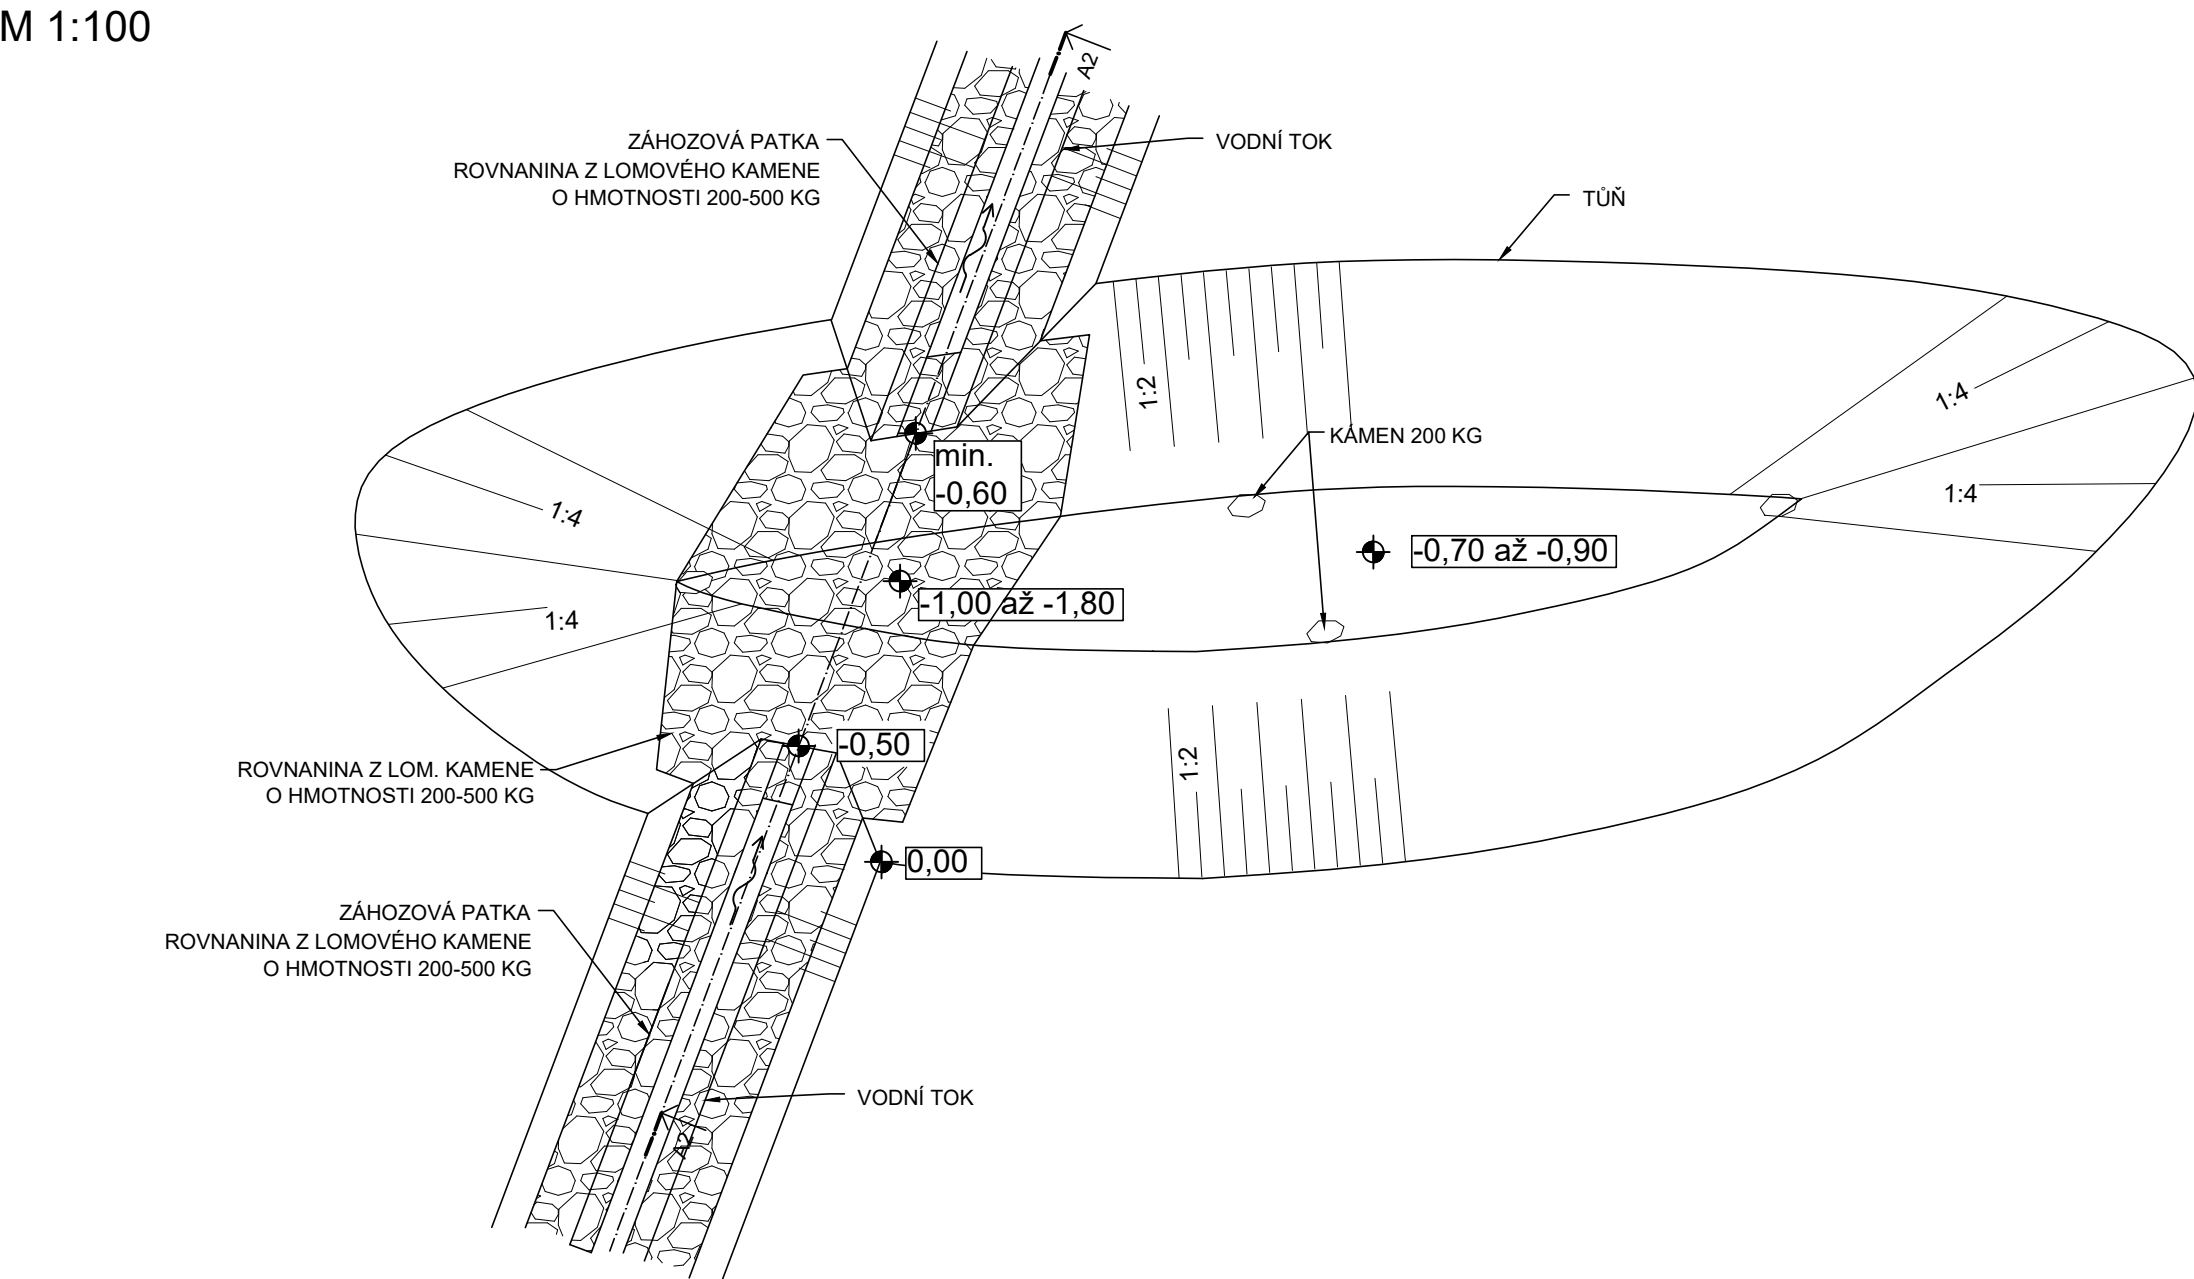 M 1:100
A2
ZÁHOZOVÁ PATKA
ROVNANINA Z LOMOVÉHO KAMENE
O HMOTNOSTI 200-500 KG
VODNÍ TOK
TŮŇ
1:2
1:4
KÁMEN 200 KG
min.
-0,60
1:4
1:4
-0,70 až -0,90
-1,00 až -1,80
1:4
-0,50
1:2
ROVNANINA Z LOM. KAMENE
O HMOTNOSTI 200-500 KG
0,00
ZÁHOZOVÁ PATKA
ROVNANINA Z LOMOVÉHO KAMENE
O HMOTNOSTI 200-500 KG
VODNÍ TOK
A2